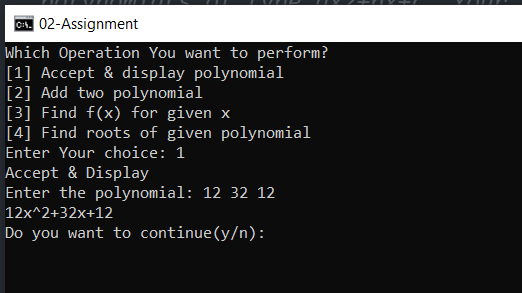 02-Assignment
Which Operation You want to perform?
[1] Accept & display polynomial
[2] Add two polynomial
[3] Find f(x) for given x
[4] Find roots of given polynomial
Enter Your choice: 1
Accept & Display
Enter the polynomial: 12 32 12
12x^2+32x+12
Do you want to continue(y/n):